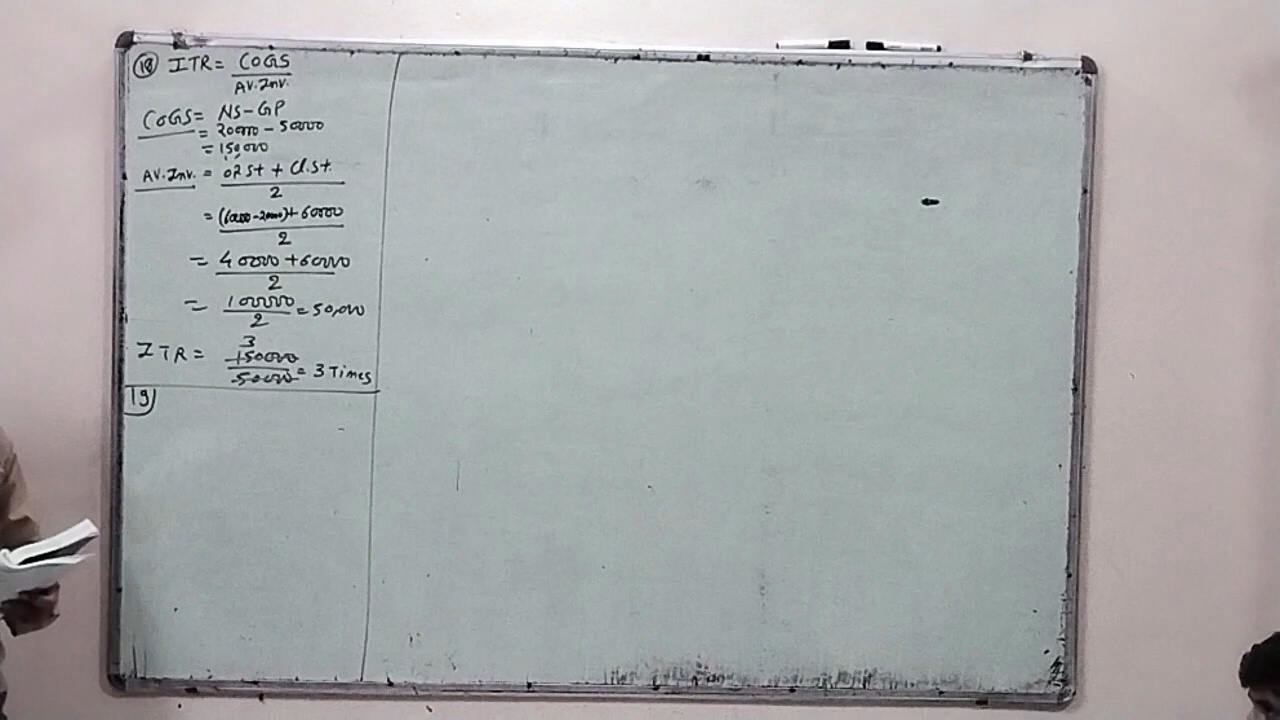 18 ITR = COGS
AV. Inv.
COGS = NS - GP
= 200000 - 50000
= 150000
AV. Inv. = OP. St + Cl. St.
2
= (60000 - 20000) + 60000
2
= 40000 + 60000
2
= 100000
2 = 50,000
3
ITR = 150000
50000 = 3 Times
19